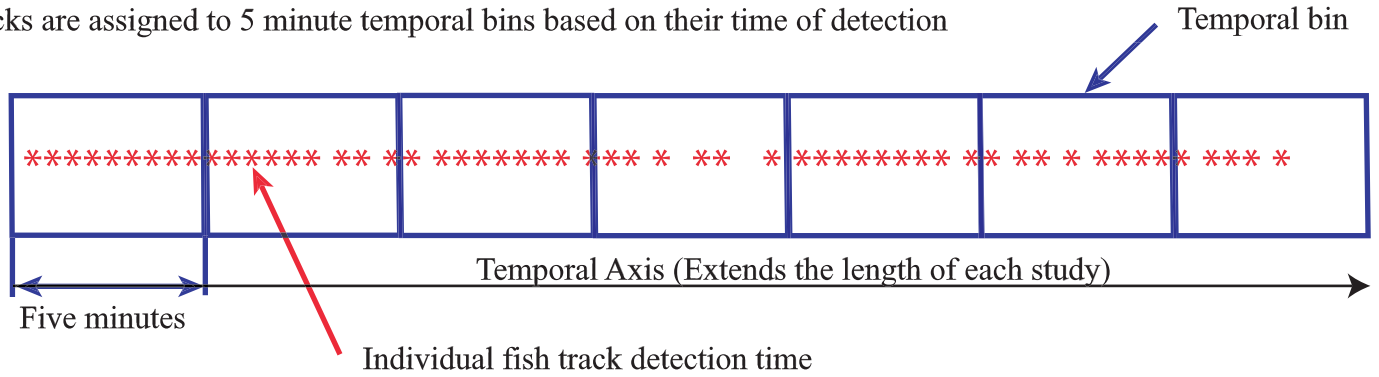 cks are assigned to 5 minute temporal bins based on their time of detection
Temporal bin
********************** ** ** ******* *** * ** * ******** ** ** * ***** *** *
Temporal Axis (Extends the length of each study)
Five minutes
Individual fish track detection time